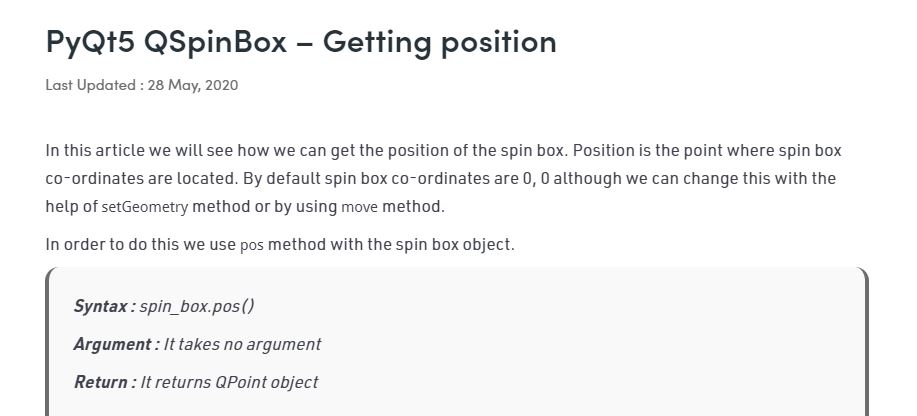 PyQt5 QSpinBox – Getting position
Last Updated : 28 May, 2020
In this article we will see how we can get the position of the spin box. Position is the point where spin box
co-ordinates are located. By default spin box co-ordinates are 0, 0 although we can change this with the
help of setGeometry method or by using move method.
In order to do this we use pos method with the spin box object.
Syntax : spin_box.pos()
Argument : It takes no argument
Return : It returns QPoint object